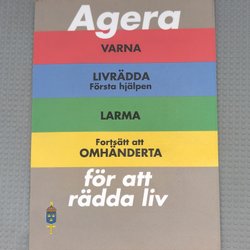 Agera
VARNA
LIVRÄDDA
Första hjälpen
LARMA
Fortsätt att
OMHÄNDERTA
för att
rädda liv